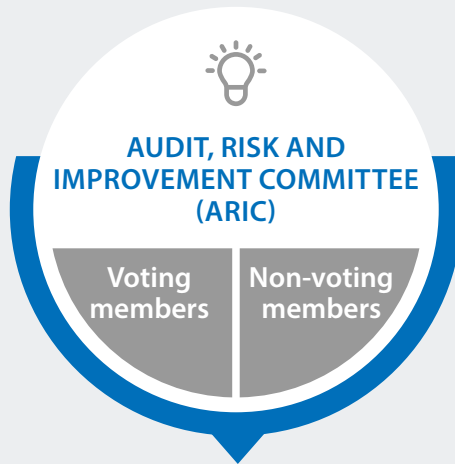 AUDIT, RISK AND
IMPROVEMENT COMMITTEE
(ARIC)
Voting
members
Non-voting
members